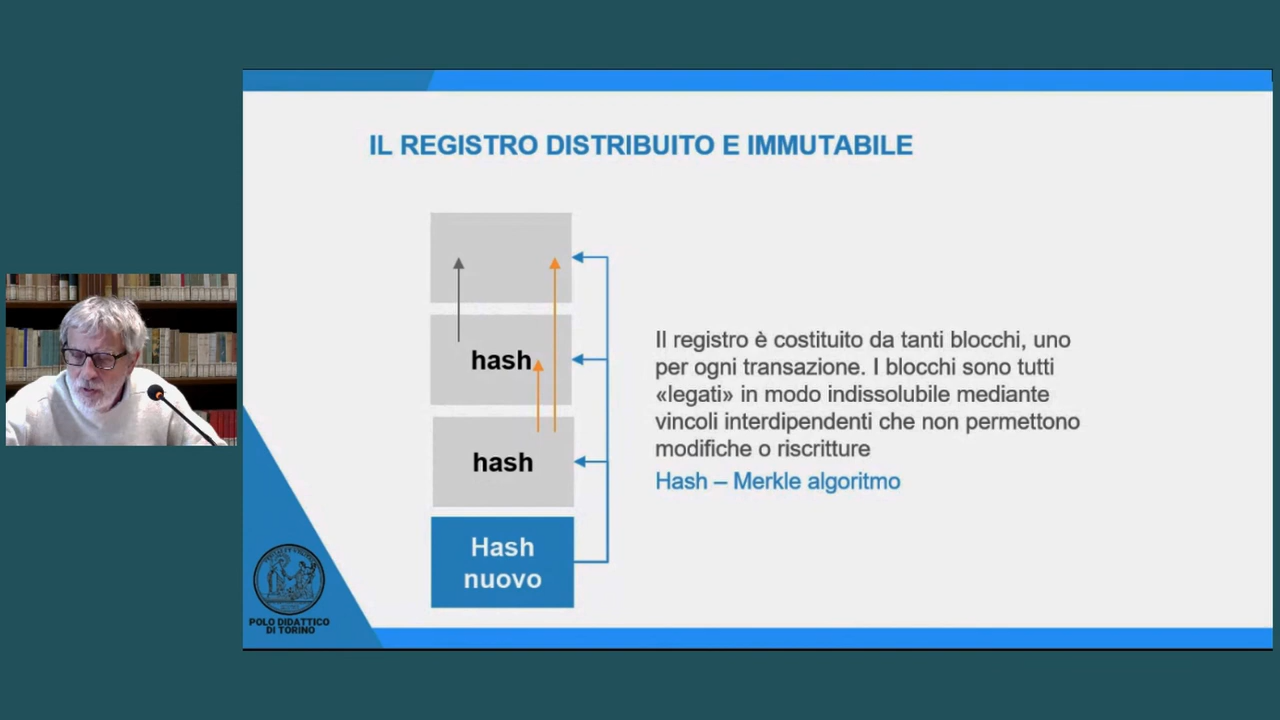 IL REGISTRO DISTRIBUITO E IMMUTABILE
hash
hash
Hash
nuovo
Il registro è costituito da tanti blocchi, uno
per ogni transazione. I blocchi sono tutti
«legati» in modo indissolubile mediante
vincoli interdipendenti che non permettono
modifiche o riscritture
Hash – Merkle algoritmo
POLO DIDATTICO
DI TORINO